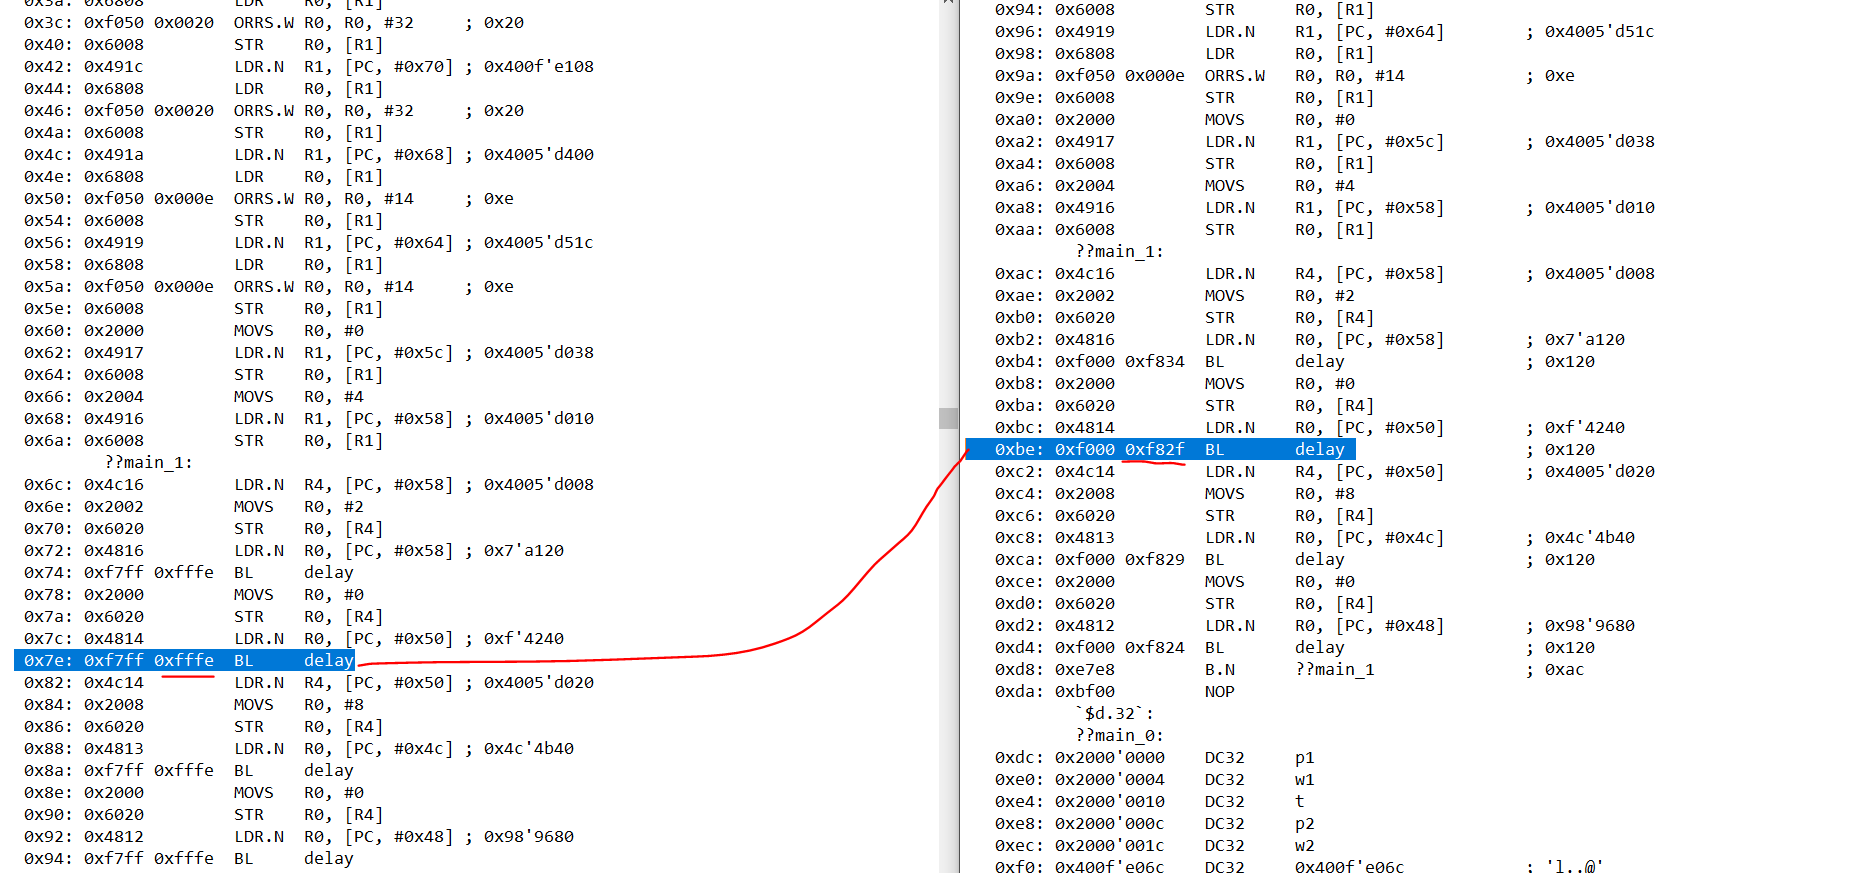 0x3a: 0x6808 LDR R0, [R1]
0x3c: 0xf050 0x0020 ORRS.W R0, R0, #32 ; 0x20
0x40: 0x6008 STR R0, [R1]
0x42: 0x491c LDR.N R1, [PC, #0x70] ; 0x400f'e108
0x44: 0x6808 LDR R0, [R1]
0x46: 0xf050 0x0020 ORRS.W R0, R0, #32 ; 0x20
0x4a: 0x6008 STR R0, [R1]
0x4c: 0x491a LDR.N R1, [PC, #0x68] ; 0x4005'd400
0x4e: 0x6808 LDR R0, [R1]
0x50: 0xf050 0x000e ORRS.W R0, R0, #14 ; 0xe
0x54: 0x6008 STR R0, [R1]
0x56: 0x4919 LDR.N R1, [PC, #0x64] ; 0x4005'd51c
0x58: 0x6808 LDR R0, [R1]
0x5a: 0xf050 0x000e ORRS.W R0, R0, #14 ; 0xe
0x5e: 0x6008 STR R0, [R1]
0x60: 0x2000 MOVS R0, #0
0x62: 0x4917 LDR.N R1, [PC, #0x5c] ; 0x4005'd038
0x64: 0x6008 STR R0, [R1]
0x66: 0x2004 MOVS R0, #4
0x68: 0x4916 LDR.N R1, [PC, #0x58] ; 0x4005'd010
0x6a: 0x6008 STR R0, [R1]
??main_1:
0x6c: 0x4c16 LDR.N R4, [PC, #0x58] ; 0x4005'd008
0x6e: 0x2002 MOVS R0, #2
0x70: 0x6020 STR R0, [R4]
0x72: 0x4816 LDR.N R0, [PC, #0x58] ; 0x7'a120
0x74: 0xf7ff 0xfffe BL delay
0x78: 0x2000 MOVS R0, #0
0x7a: 0x6020 STR R0, [R4]
0x7c: 0x4814 LDR.N R0, [PC, #0x50] ; 0xf'4240
0x7e: 0xf7ff 0xfffe BL delay
0x82: 0x4c14 LDR.N R4, [PC, #0x50] ; 0x4005'd020
0x84: 0x2008 MOVS R0, #8
0x86: 0x6020 STR R0, [R4]
0x88: 0x4813 LDR.N R0, [PC, #0x4c] ; 0x4c'4b40
0x8a: 0xf7ff 0xfffe BL delay
0x8e: 0x2000 MOVS R0, #0
0x90: 0x6020 STR R0, [R4]
0x92: 0x4812 LDR.N R0, [PC, #0x48] ; 0x98'9680
0x94: 0xf7ff 0xfffe BL delay
0x94: 0x6008 STR R0, [R1]
0x96: 0x4919 LDR.N R1, [PC, #0x64] ; 0x4005'd51c
0x98: 0x6808 LDR R0, [R1]
0x9a: 0xf050 0x000e ORRS.W R0, R0, #14 ; 0xe
0x9e: 0x6008 STR R0, [R1]
0xa0: 0x2000 MOVS R0, #0
0xa2: 0x4917 LDR.N R1, [PC, #0x5c] ; 0x4005'd038
0xa4: 0x6008 STR R0, [R1]
0xa6: 0x2004 MOVS R0, #4
0xa8: 0x4916 LDR.N R1, [PC, #0x58] ; 0x4005'd010
0xaa: 0x6008 STR R0, [R1]
??main_1:
0xac: 0x4c16 LDR.N R4, [PC, #0x58] ; 0x4005'd008
0xae: 0x2002 MOVS R0, #2
0xb0: 0x6020 STR R0, [R4]
0xb2: 0x4816 LDR.N R0, [PC, #0x58] ; 0x7'a120
0xb4: 0xf000 0xf834 BL delay ; 0x120
0xb8: 0x2000 MOVS R0, #0
0xba: 0x6020 STR R0, [R4]
0xbc: 0x4814 LDR.N R0, [PC, #0x50] ; 0xf'4240
0xbe: 0xf000 0xf82f BL delay ; 0x120
0xc2: 0x4c14 LDR.N R4, [PC, #0x50] ; 0x4005'd020
0xc4: 0x2008 MOVS R0, #8
0xc6: 0x6020 STR R0, [R4]
0xc8: 0x4813 LDR.N R0, [PC, #0x4c] ; 0x4c'4b40
0xca: 0xf000 0xf829 BL delay ; 0x120
0xce: 0x2000 MOVS R0, #0
0xd0: 0x6020 STR R0, [R4]
0xd2: 0x4812 LDR.N R0, [PC, #0x48] ; 0x98'9680
0xd4: 0xf000 0xf824 BL delay ; 0x120
0xd8: 0xe7e8 B.N ??main_1 ; 0xac
0xda: 0xbf00 NOP
`$d.32`:
??main_0:
0xdc: 0x2000'0000 DC32 p1
0xe0: 0x2000'0004 DC32 w1
0xe4: 0x2000'0010 DC32 t
0xe8: 0x2000'000c DC32 p2
0xec: 0x2000'001c DC32 w2
0xf0: 0x400f'e06c DC32 0x400f'e06c ; 'l..@'